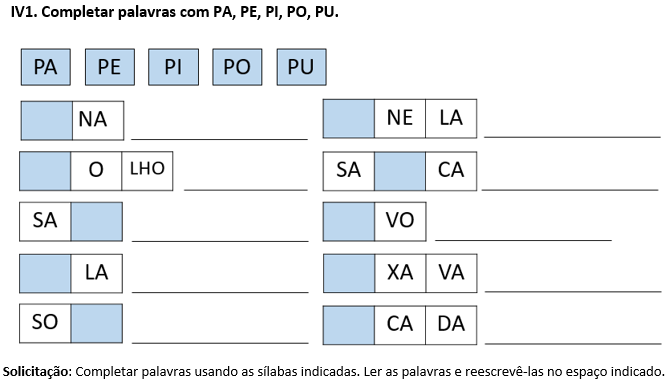 IV1. Completar palavras com PA, PE, PI, PO, PU.
PA PE PI PO PU
NA NE LA
O LHO SA CA
SA VO
LA XA VA
SO CA DA
Solicitação: Completar palavras usando as sílabas indicadas. Ler as palavras e reescrevê-las no espaço indicado.